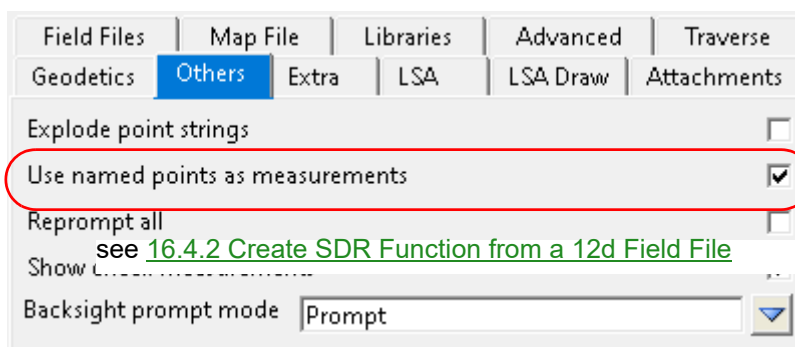 Field Files Map File Libraries Advanced Traverse
Geodetics Others Extra LSA LSA Draw Attachments
Explode point strings
Use named points as measurements
Reprompt all
see 16.4.2 Create SDR Function from a 12d Field File
Show
Backsight prompt mode Prompt